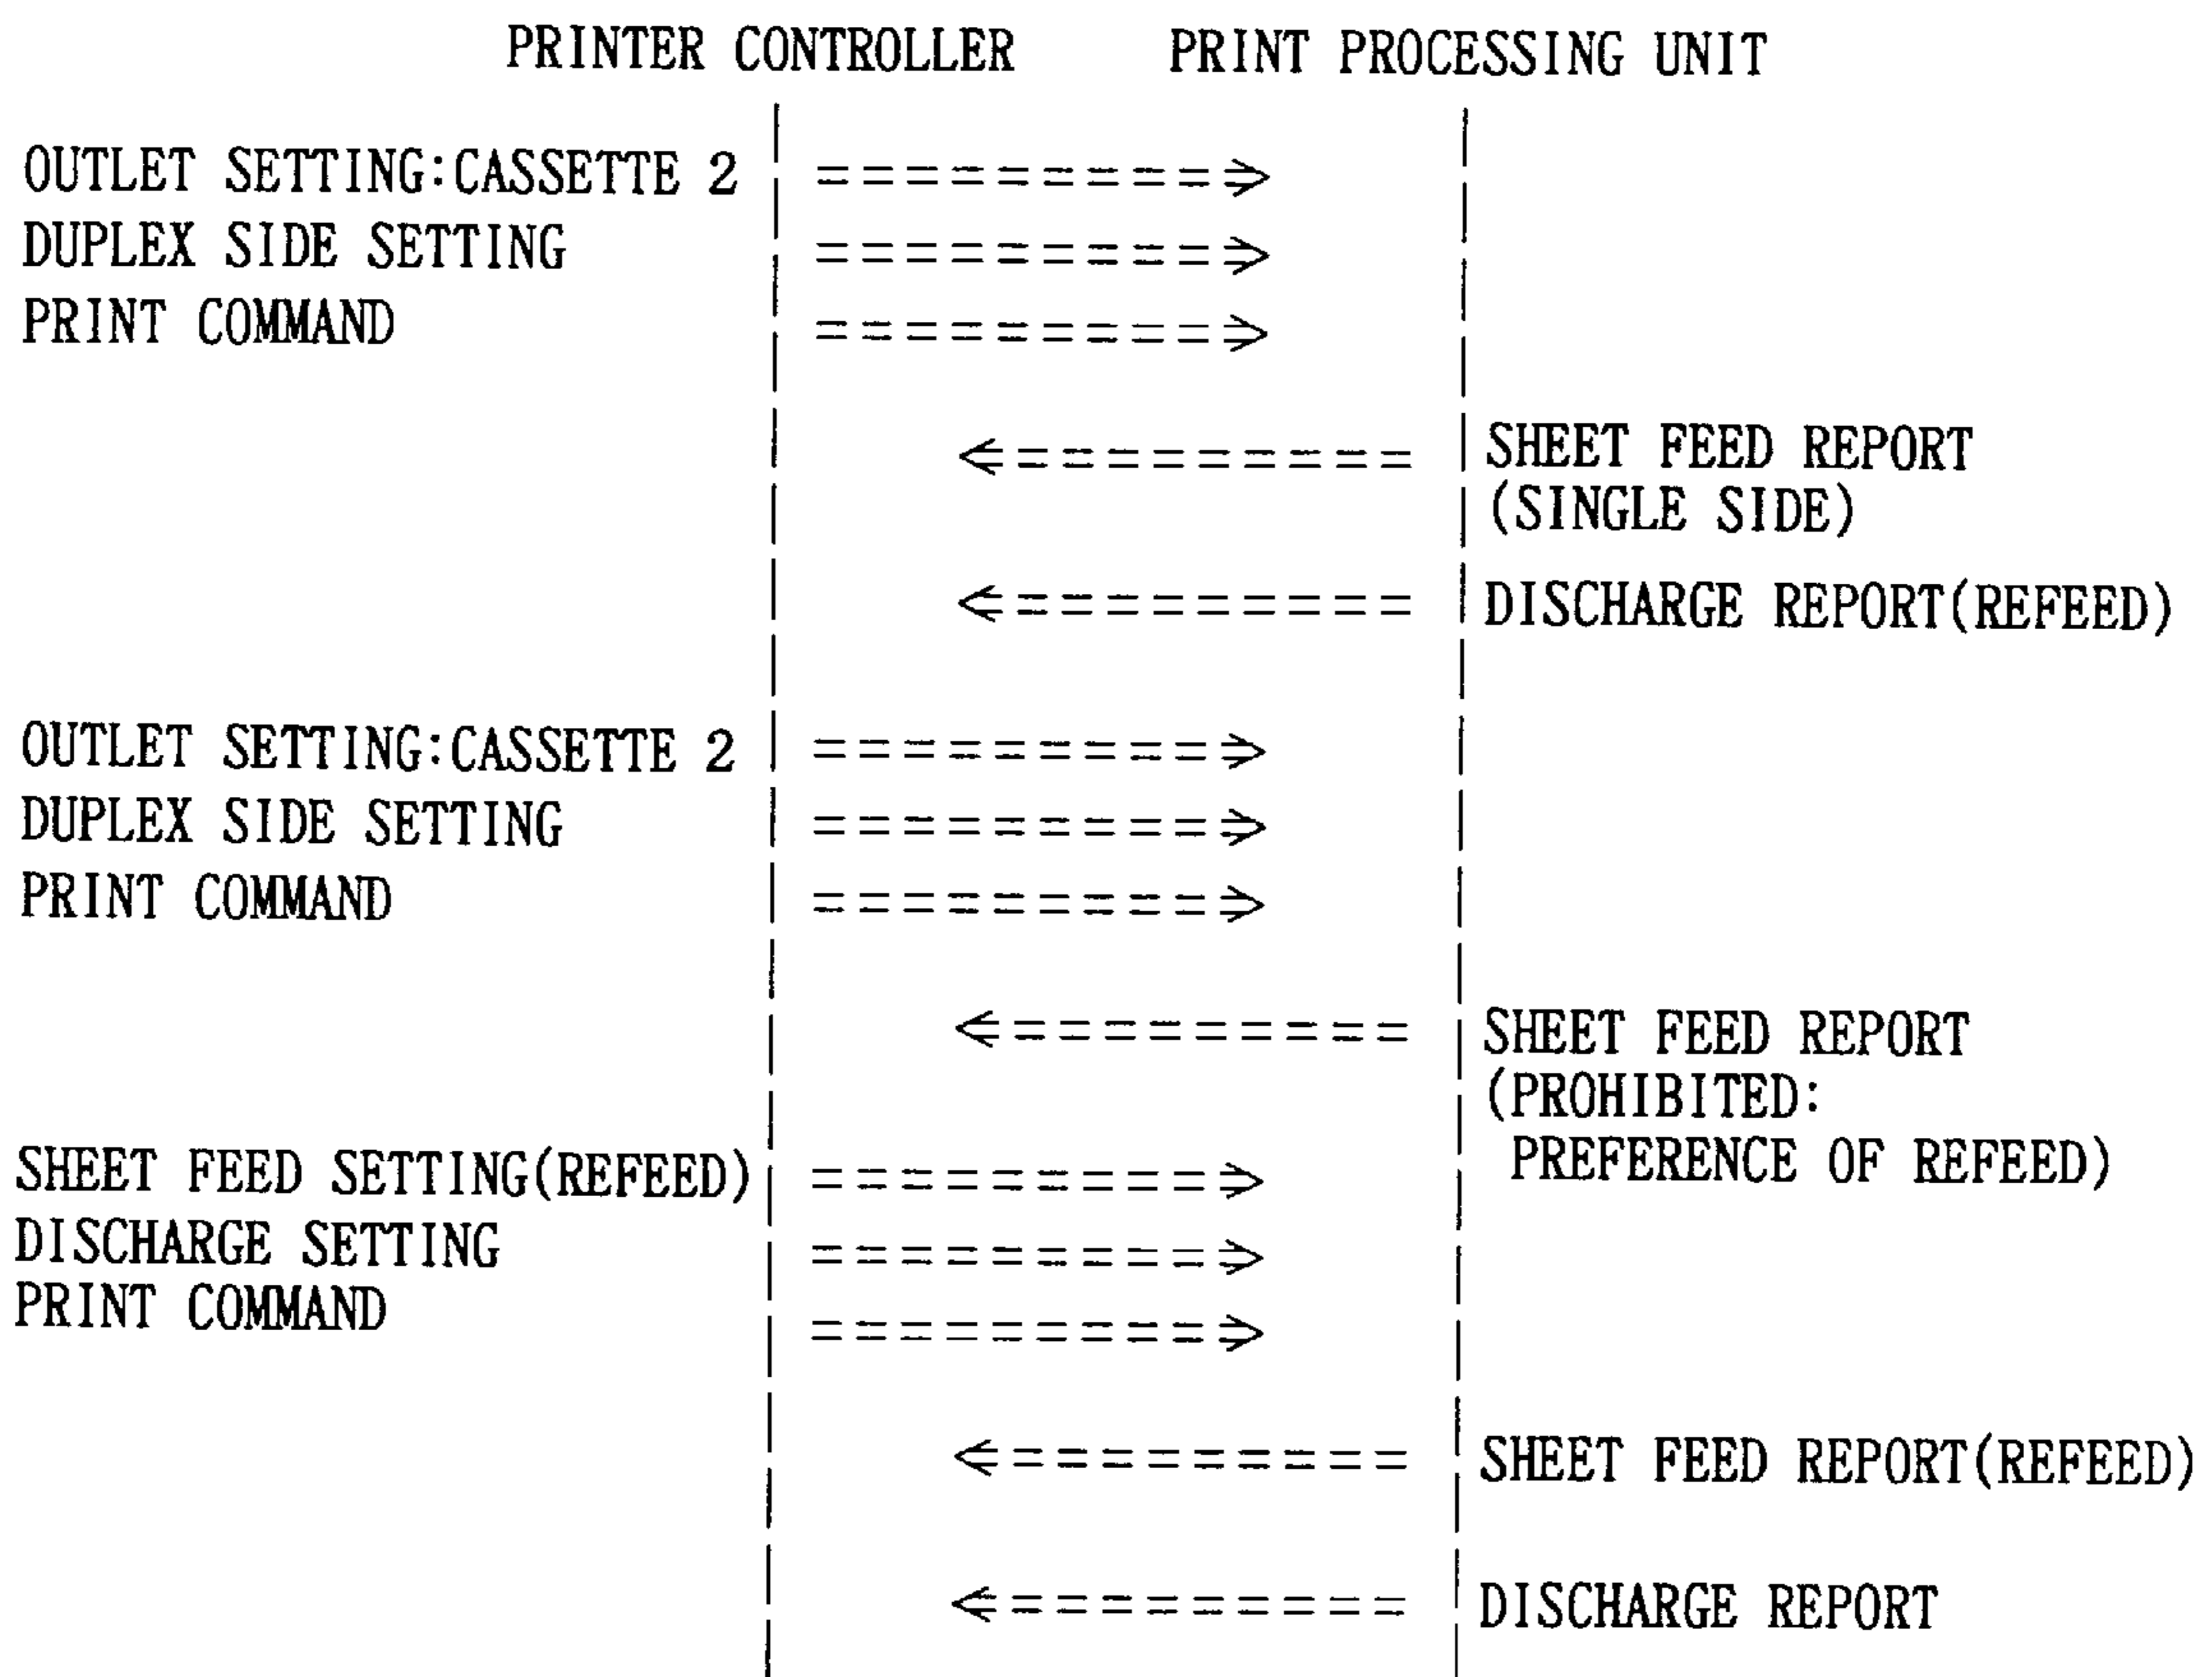 PRINTER CONTROLLER PRINT PROCESSING UNIT
OUTLET SETTING:CASSETTE 2
DUPLEX SIDE SETTING
PRINT COMMAND
SHEET FEED REPORT
(SINGLE SIDE)
DISCHARGE REPORT(REFEED)
OUTLET SETTING:CASSETTE 2
DUPLEX SIDE SETTING
PRINT COMMAND
SHEET FEED REPORT
(PROHIBITED:
PREFERENCE OF REFEED)
SHEET FEED SETTING(REFEED)
DISCHARGE SETTING
PRINT COMMAND
SHEET FEED REPORT(REFEED)
DISCHARGE REPORT